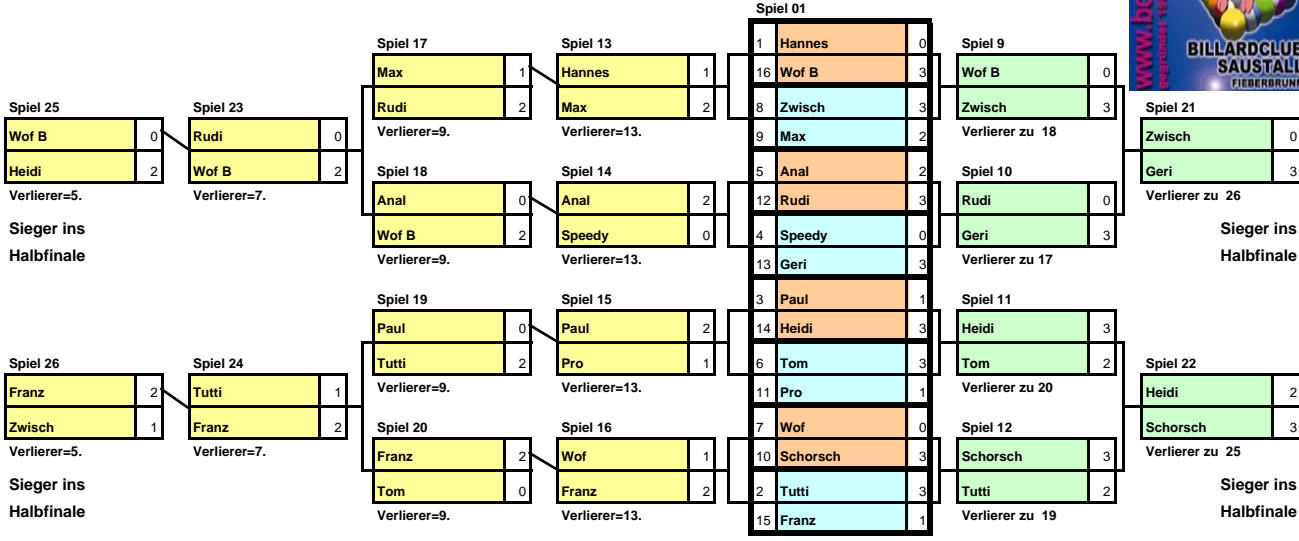 Spiel 01
Spiel 25
Wof B 0
Heidi 2
Verlierer=5.
Sieger ins
Halbfinale
Spiel 26
Franz 2
Zwisch 1
Verlierer=5.
Sieger ins
Halbfinale
Spiel 23
Rudi 0
Wof B 2
Verlierer=7.
Spiel 24
Tutti 1
Franz 2
Verlierer=7.
Spiel 17
Max 1
Rudi 2
Verlierer=9.
Spiel 18
Anal 0
Wof B 2
Verlierer=9.
Spiel 19
Paul 0
Tutti 2
Verlierer=9.
Spiel 20
Franz 2
Tom 0
Verlierer=9.
Spiel 13
Hannes 1
Max 2
Verlierer=13.
Spiel 14
Anal 2
Speedy 0
Verlierer=13.
Spiel 15
Paul 2
Pro 1
Verlierer=13.
Spiel 16
Wof 1
Franz 2
Verlierer=13.
1 Hannes 0
16 Wof B 3
8 Zwisch 3
9 Max 2
5 Anal 2
12 Rudi 3
4 Speedy 0
13 Geri 3
3 Paul 1
14 Heidi 3
6 Tom 3
11 Pro 1
7 Wof 0
10 Schorsch 3
2 Tutti 3
15 Franz 1
Spiel 9
Wof B 0
Zwisch 3
Verlierer zu 18
Spiel 10
Rudi 0
Geri 3
Verlierer zu 17
Spiel 11
Heidi 3
Tom 2
Verlierer zu 20
Spiel 12
Schorsch 3
Tutti 2
Verlierer zu 19
www.bc
BILLARDCLUB
SAUSTALL
FIEBERBRUNN
Spiel 21
Zwisch 0
Geri 3
Verlierer zu 26
Sieger ins
Halbfinale
Spiel 22
Heidi 2
Schorsch 3
Verlierer zu 25
Sieger ins
Halbfinale